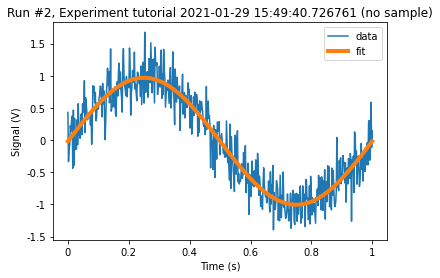 Run #2, Experiment tutorial 2021-01-29 15:49:40.726761 (no sample)
data
fit
Signal (V)
1.5
1
0.5
0
-0.5
-1
-1.5
0
0.2
0.4
0.6
0.8
1
Time (s)